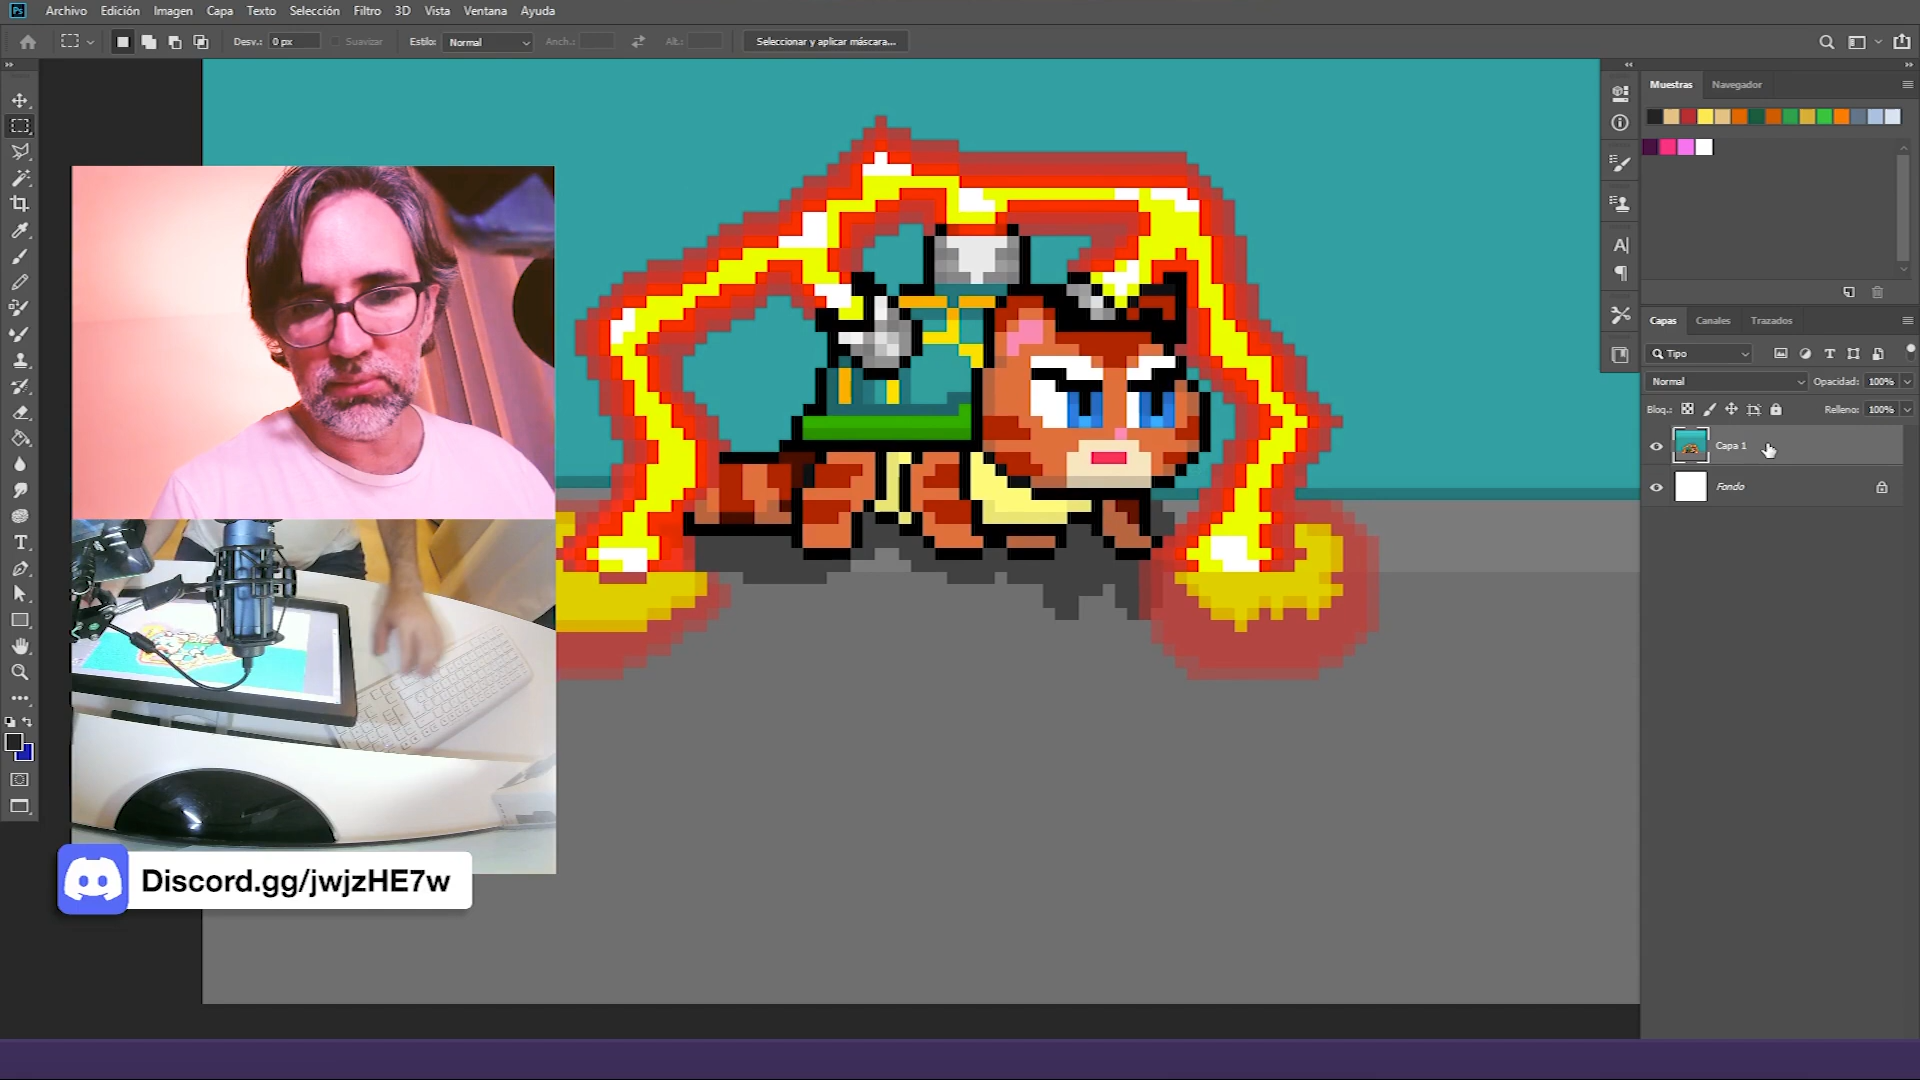 Ps Archivo Edición Imagen Capa Texto Selección Filtro 3D Vista Ventana Ayuda
Desv.: 0 px Suavizar Estilo: Normal Anch.: Alt.: Seleccionar y aplicar máscara...
Muestras Navegador
Capas Canales Trazados
Tipo
Normal Opacidad: 100%
Bloq.: Relleno: 100%
Capa 1
Fondo
Discord.gg/jwjzHE7w